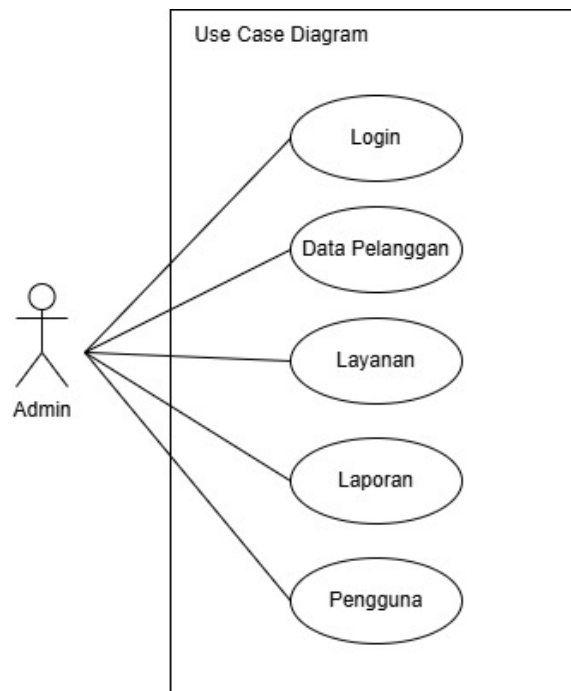 Use Case Diagram
Login
Data Pelanggan
Layanan
Admin
Laporan
Pengguna